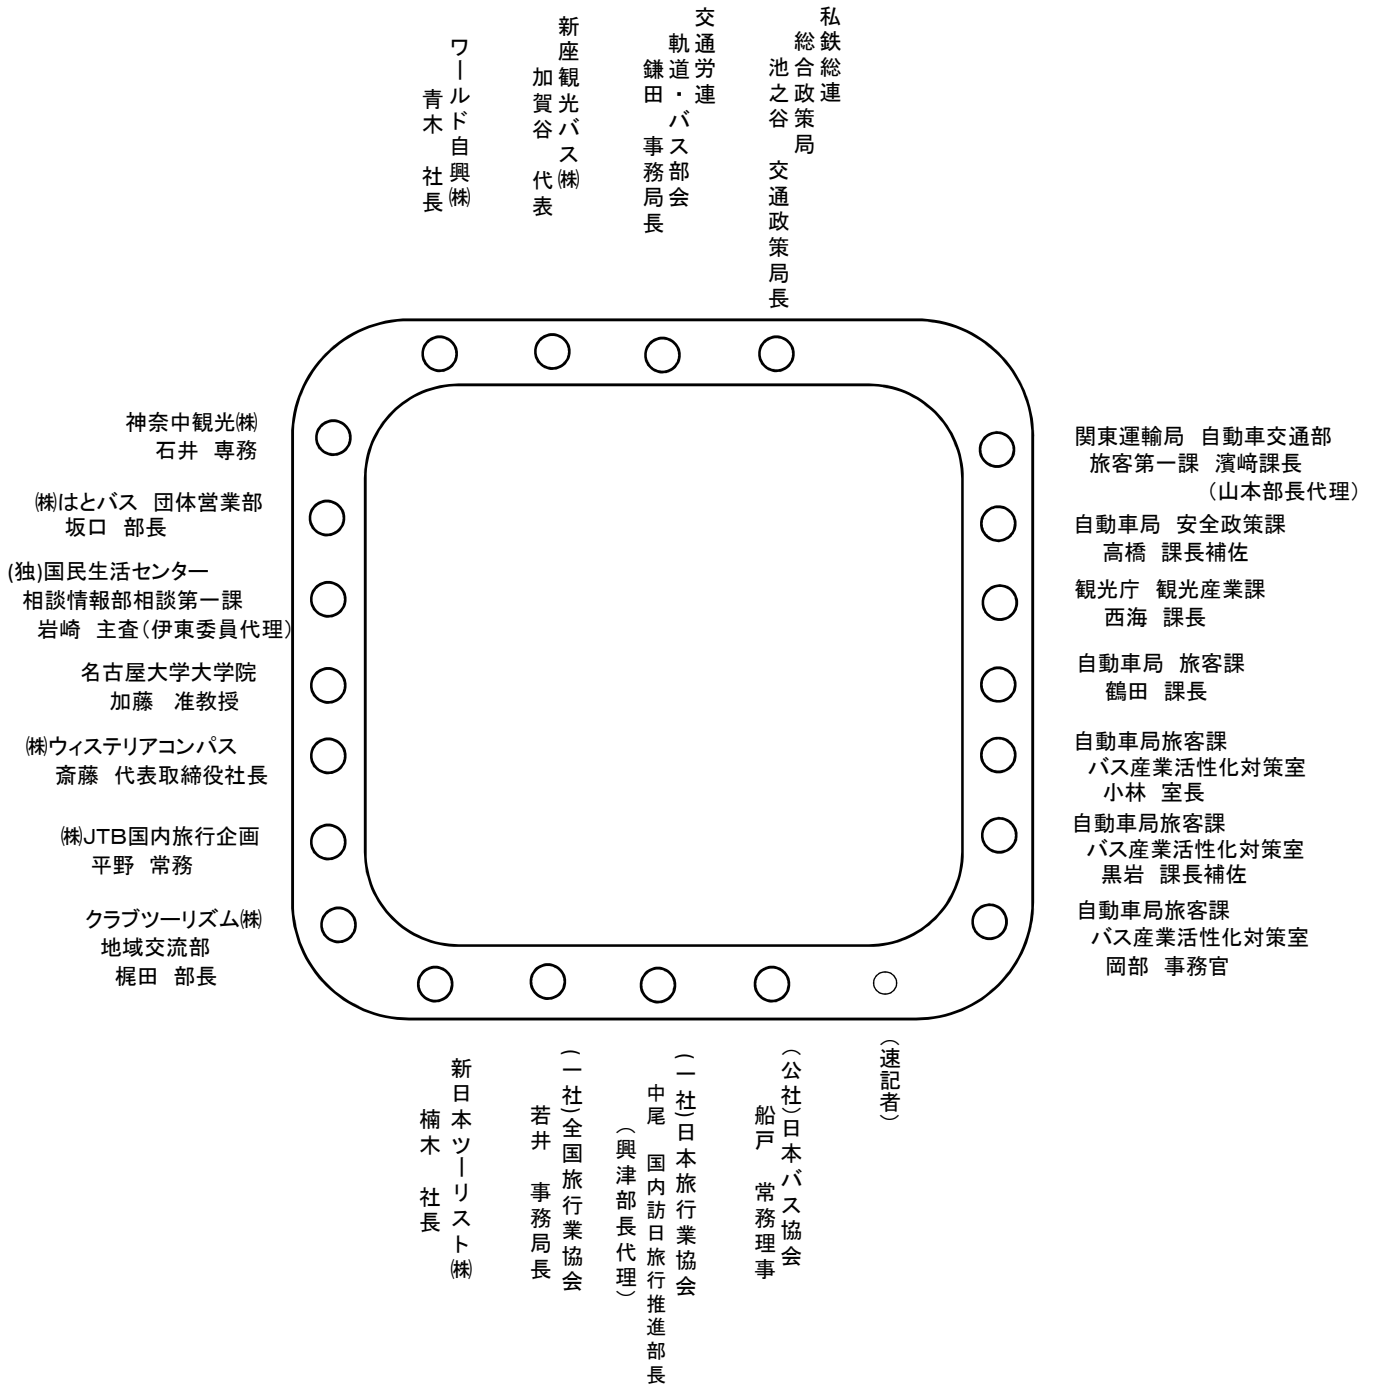 私鉄総連
総合政策局
池之谷　交通政策局長
交通労連
軌道・バス部会
鎌田　事務局長
新座観光バス㈱
加賀谷　代表
ワールド自興㈱
青木　社長
神奈中観光㈱
石井　専務
㈱はとバス　団体営業部
坂口　部長
(独)国民生活センター
相談情報部相談第一課
岩崎　主査（伊東委員代理）
名古屋大学大学院
加藤　准教授
㈱ウィステリアコンパス
斎藤　代表取締役社長
㈱JTB国内旅行企画
平野　常務
クラブツーリズム㈱
地域交流部
梶田　部長
関東運輸局　自動車交通部
旅客第一課　濱﨑課長
（山本部長代理）
自動車局　安全政策課
高橋　課長補佐
観光庁　観光産業課
西海　課長
自動車局　旅客課
鶴田　課長
自動車局旅客課
バス産業活性化対策室
小林　室長
自動車局旅客課
バス産業活性化対策室
黒岩　課長補佐
自動車局旅客課
バス産業活性化対策室
岡部　事務官
（速記者）
（公社）日本バス協会
船戸　常務理事
(一社)日本旅行業協会
中尾　国内訪日旅行推進部長
（興津部長代理）
(一社)全国旅行業協会
若井　事務局長
新日本ツーリスト㈱
楠木　社長